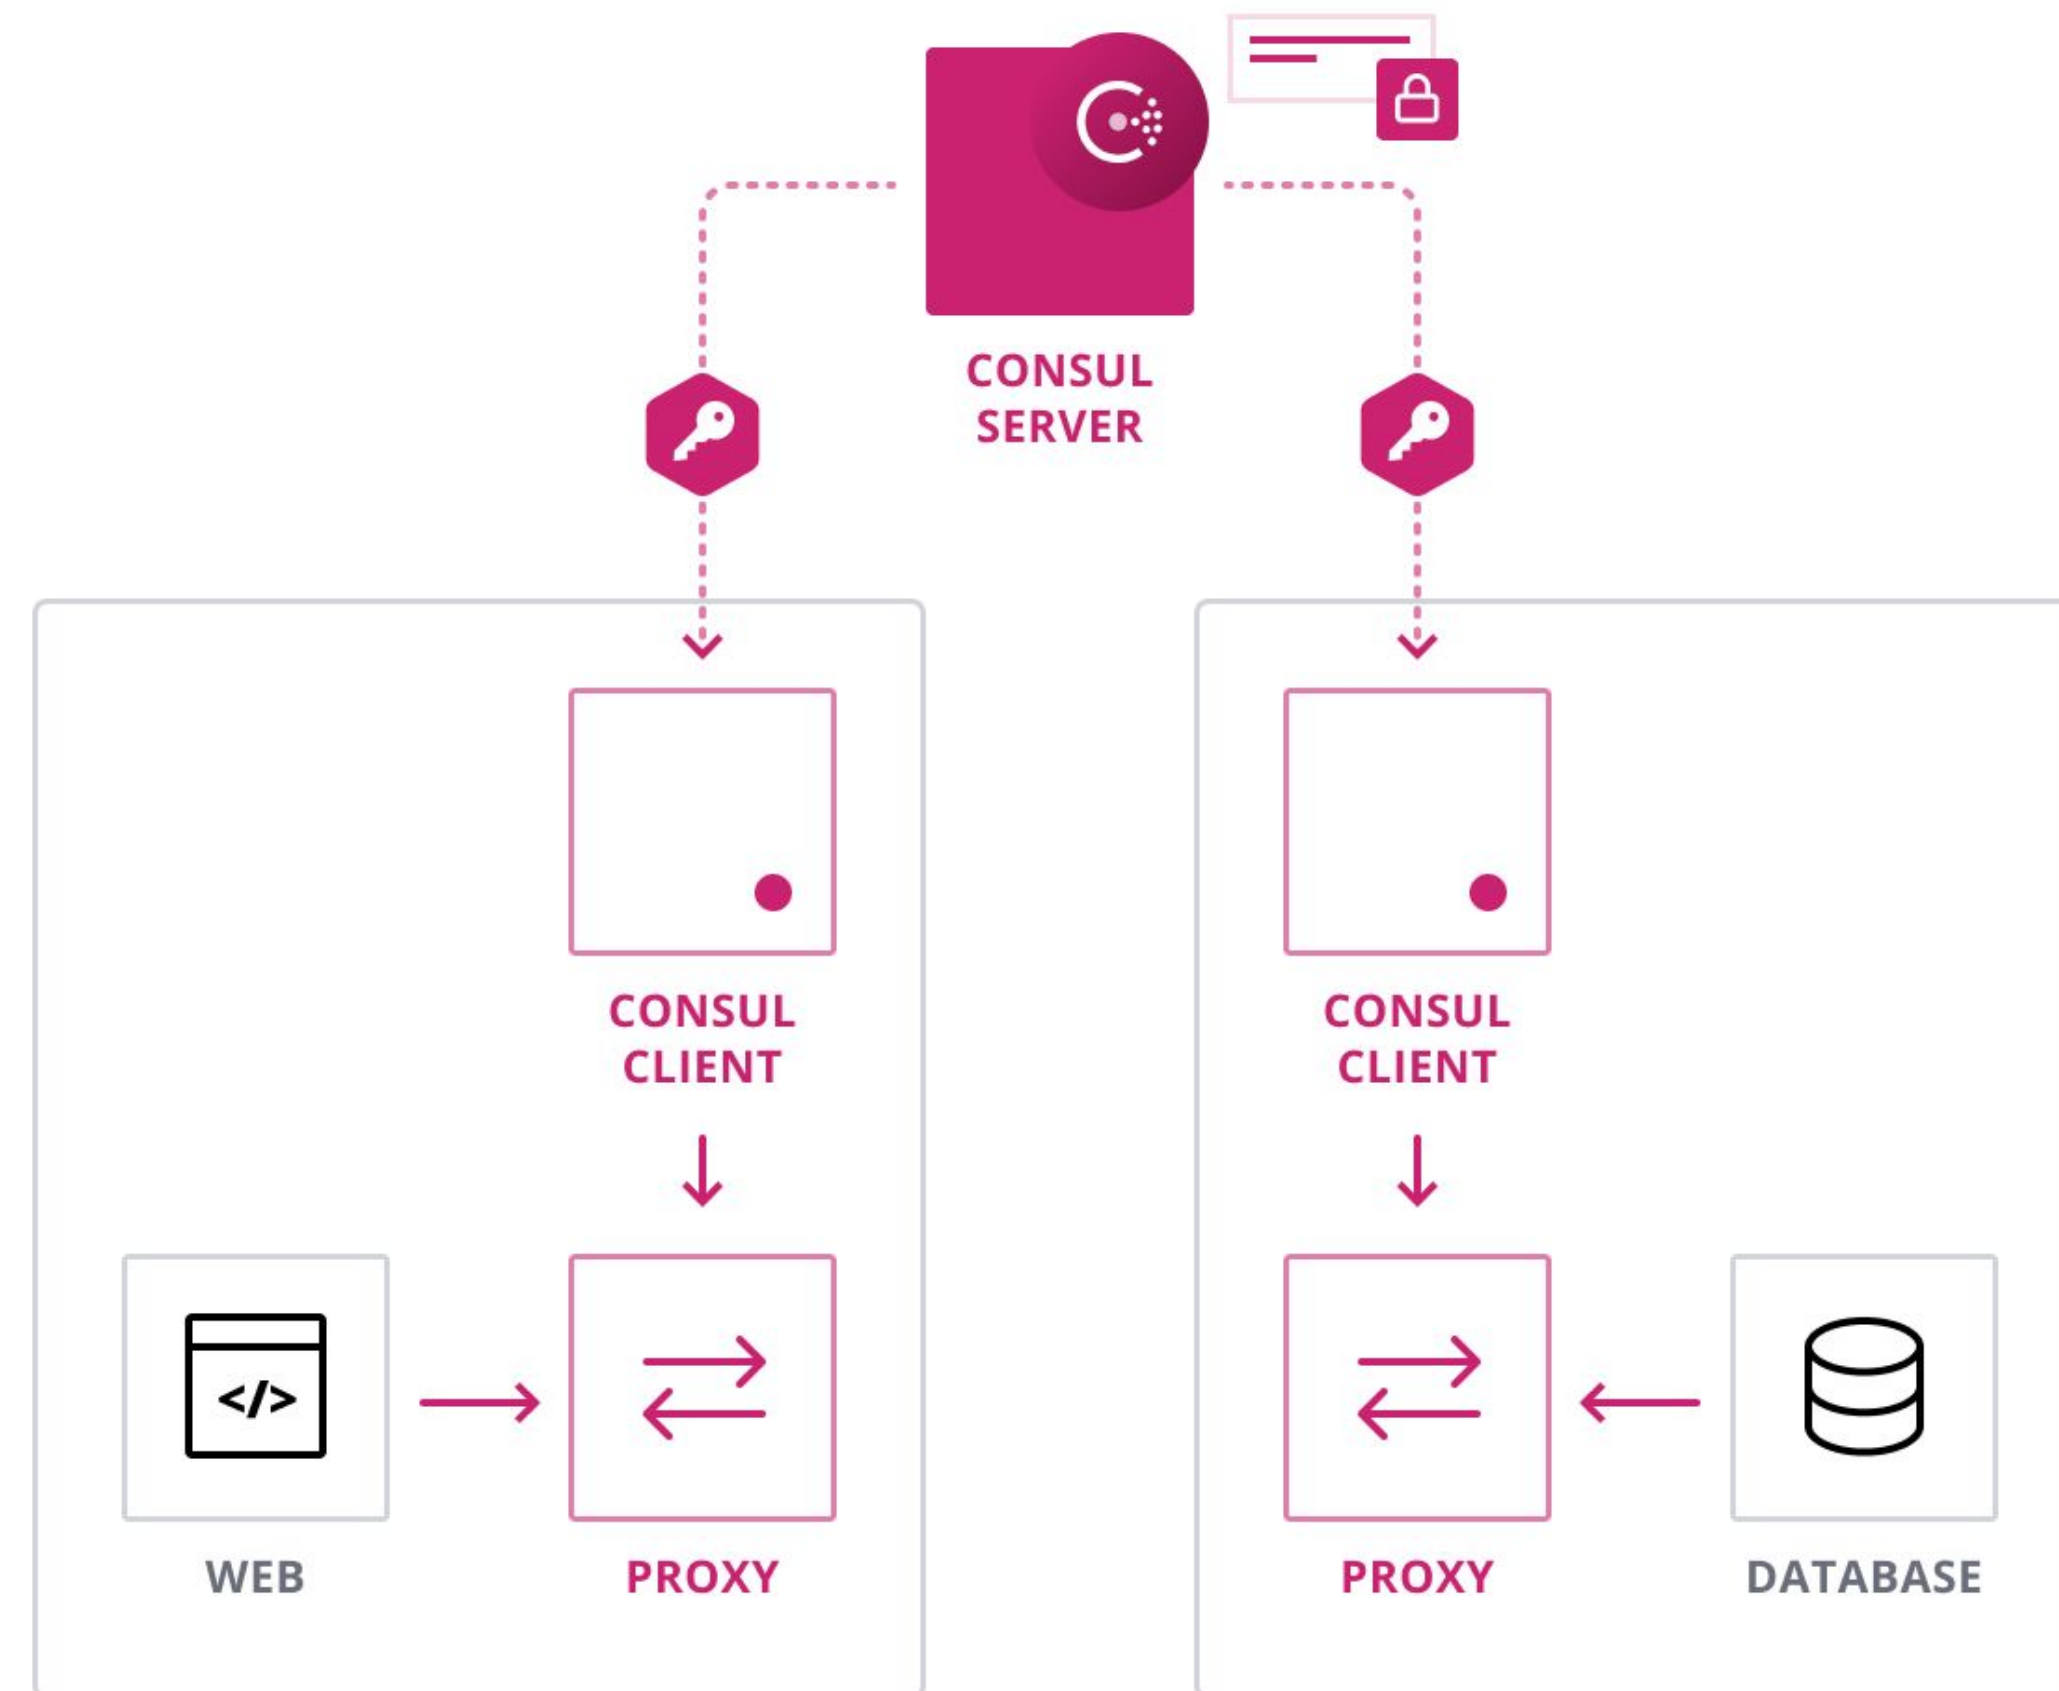 CONSUL
SERVER
CONSUL
CLIENT
CONSUL
CLIENT
</>
WEB
PROXY
PROXY
DATABASE